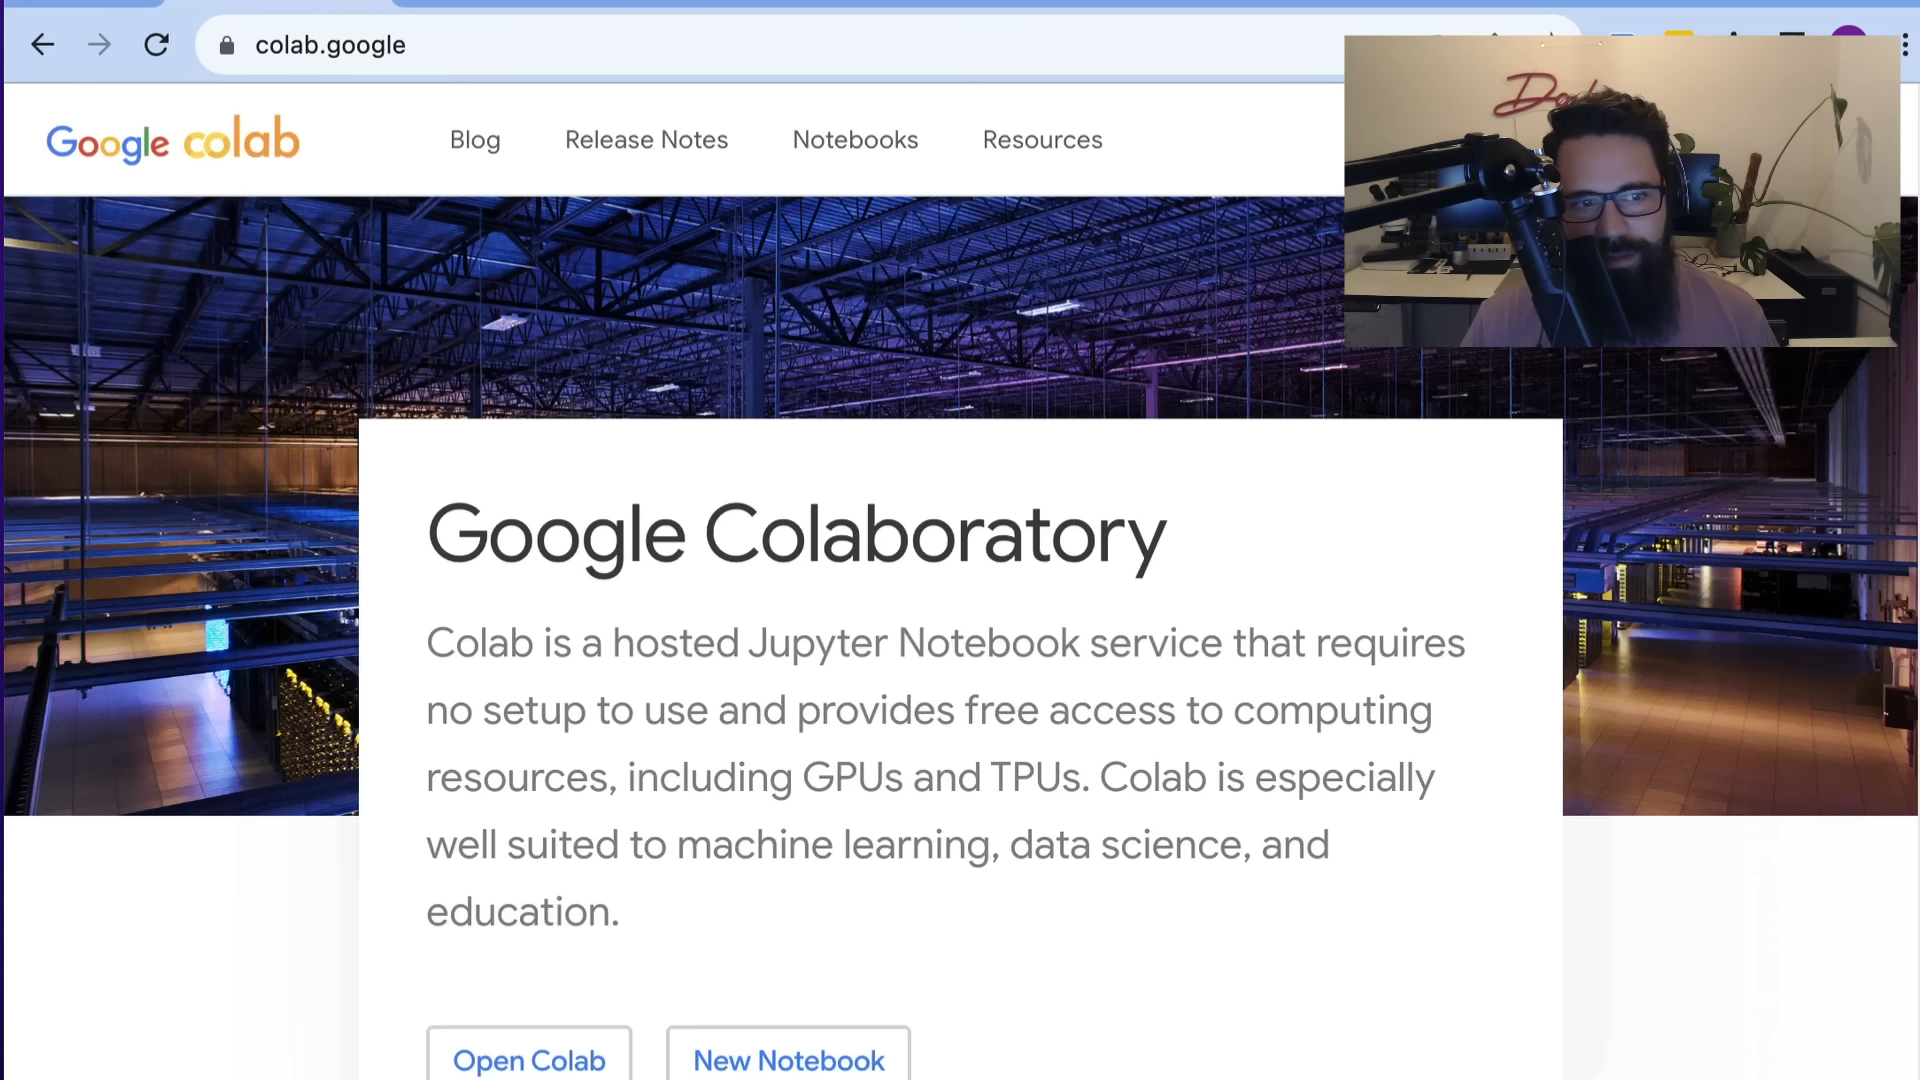 colab.google
Google colab
Blog
Release Notes
Notebooks
Resources
Google Colaboratory
Colab is a hosted Jupyter Notebook service that requires
no setup to use and provides free access to computing
resources, including GPUs and TPUs. Colab is especially
well suited to machine learning, data science, and
education.
Open Colab
New Notebook